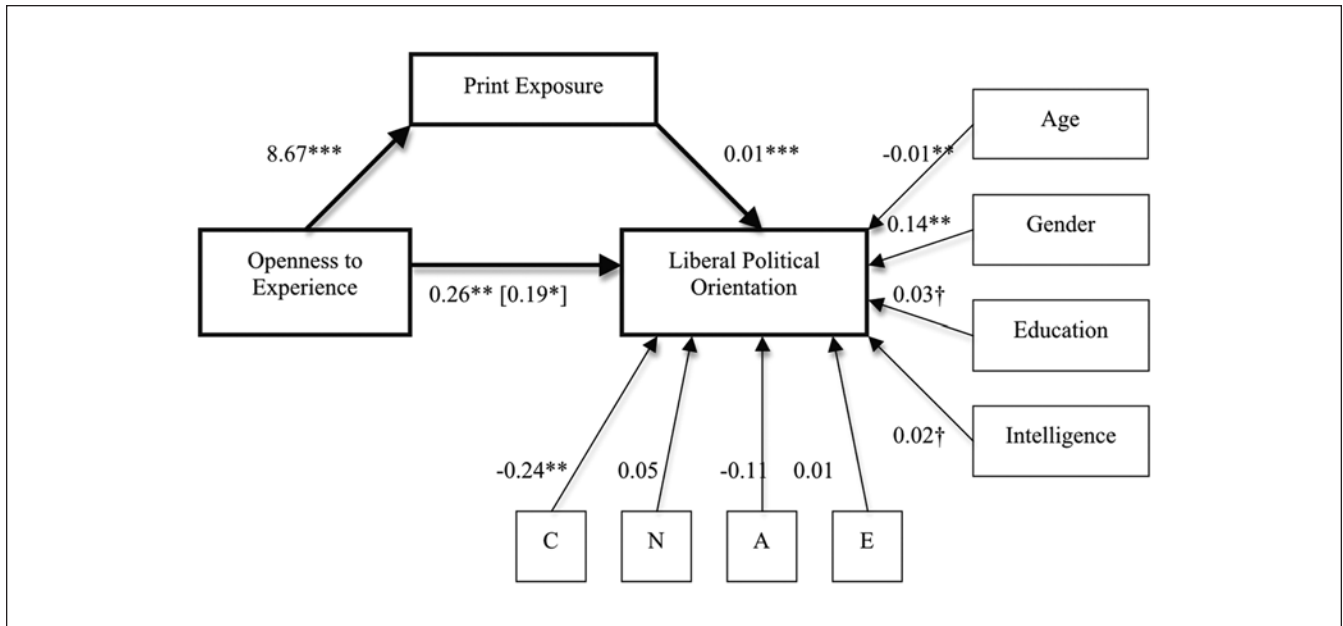 Print Exposure
Age
8.67***
0.01***
-0.01**
Gender
0.14**
Openness to
Experience
Liberal Political
Orientation
0.26** [0.19*]
0.03†
Education
0.02†
Intelligence
-0.24**
0.05
-0.11
0.01
C
N
A
E